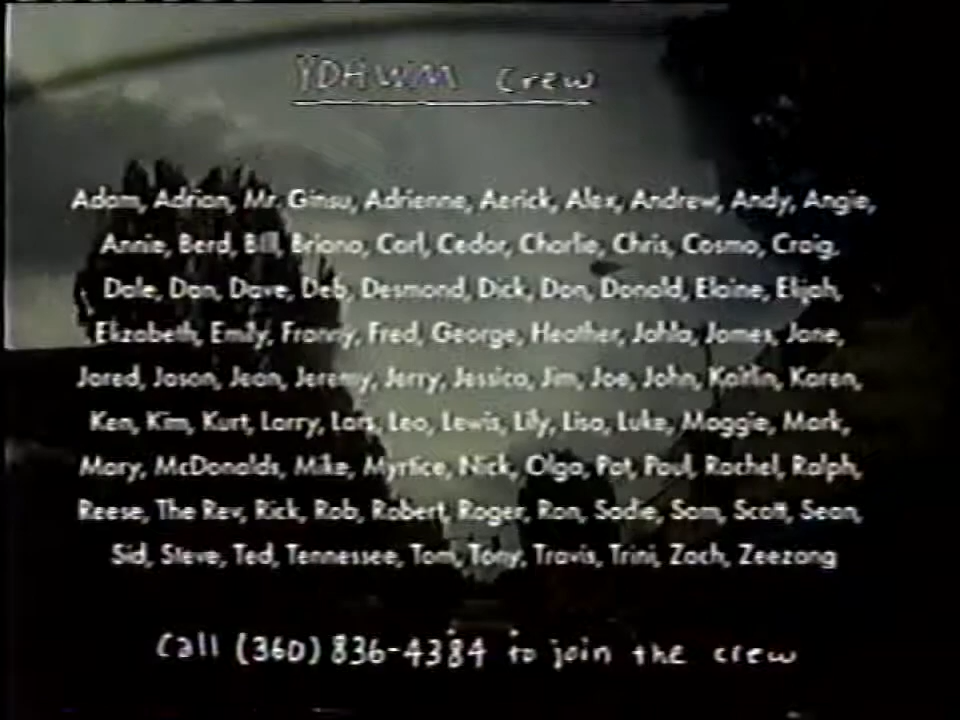 YDHWM Crew
Adam, Adrian, Mr. Ginsu, Adrienne, Aerick, Alex, Andrew, Andy, Angie,
Annie, Berd, Bill, Briana, Carl, Cedar, Charlie, Chris, Cosmo, Craig,
Dale, Dan, Dave, Deb, Desmond, Dick, Don, Donald, Elaine, Elijah,
Elizabeth, Emily, Franny, Fred, George, Heather, Jahla, James, Jane,
Jared, Jason, Jean, Jeremy, Jerry, Jessica, Jim, Joe, John, Kaitlin, Karen,
Ken, Kim, Kurt, Larry, Lars, Leo, Lewis, Lily, Lisa, Luke, Maggie, Mark,
Mary, McDonalds, Mike, Myrtice, Nick, Olga, Pat, Paul, Rachel, Ralph,
Reese, The Rev, Rick, Rob, Robert, Roger, Ron, Sadie, Sam, Scott, Sean,
Sid, Steve, Ted, Tennessee, Tom, Tony, Travis, Trini, Zach, Zeezang
Call (360) 836-4384 to join the crew